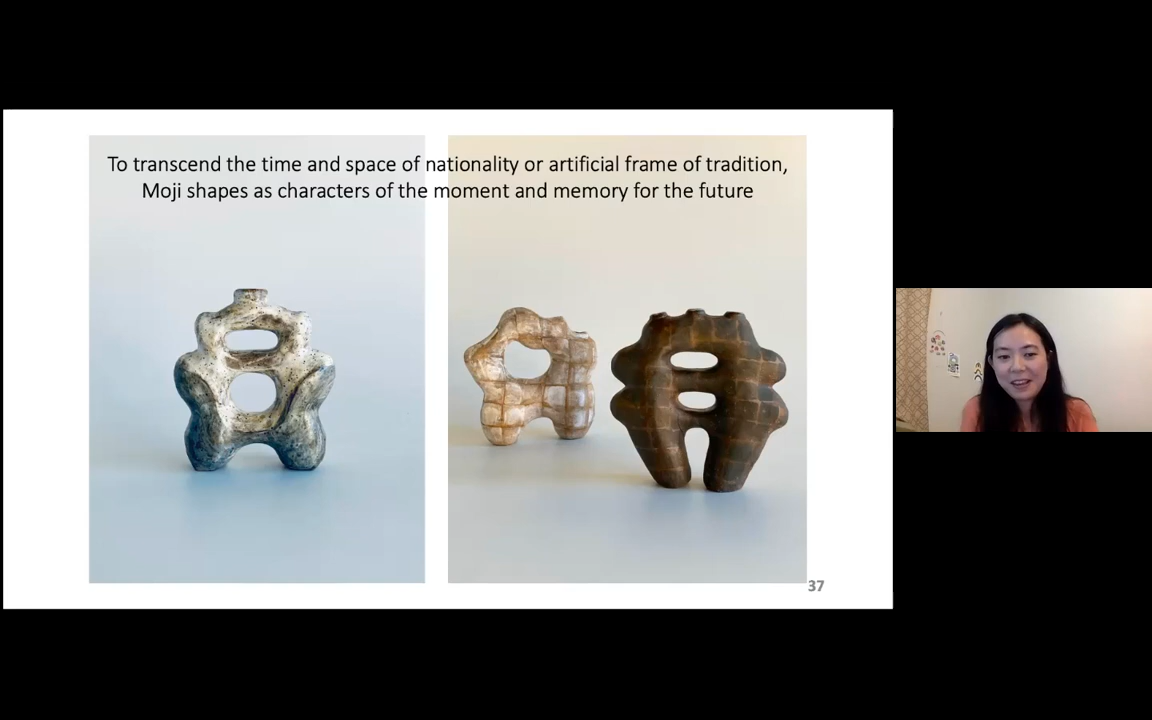 To transcend the time and space of nationality or artificial frame of tradition,
Moji shapes as characters of the moment and memory for the future
37